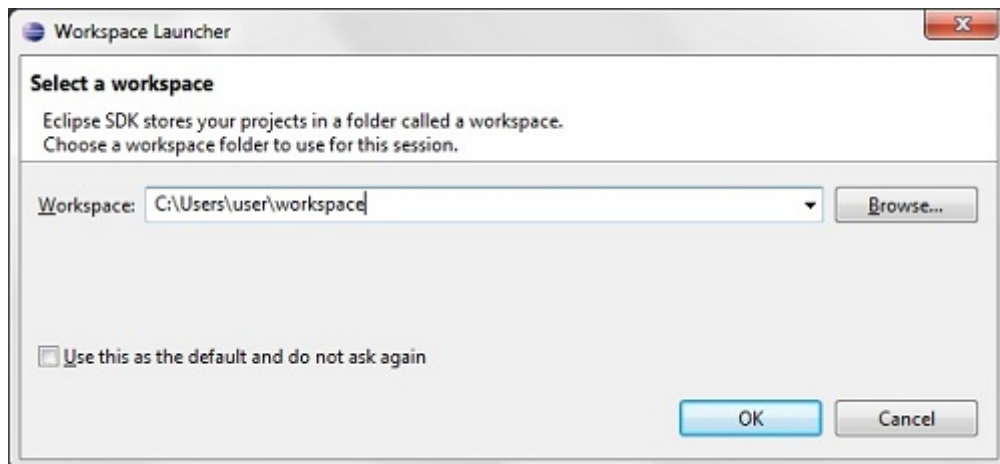 Workspace Launcher
Select a workspace
Eclipse SDK stores your projects in a folder called a workspace.
Choose a workspace folder to use for this session.
Workspace: C:\Users\user\workspace Browse...
Use this as the default and do not ask again
OK Cancel